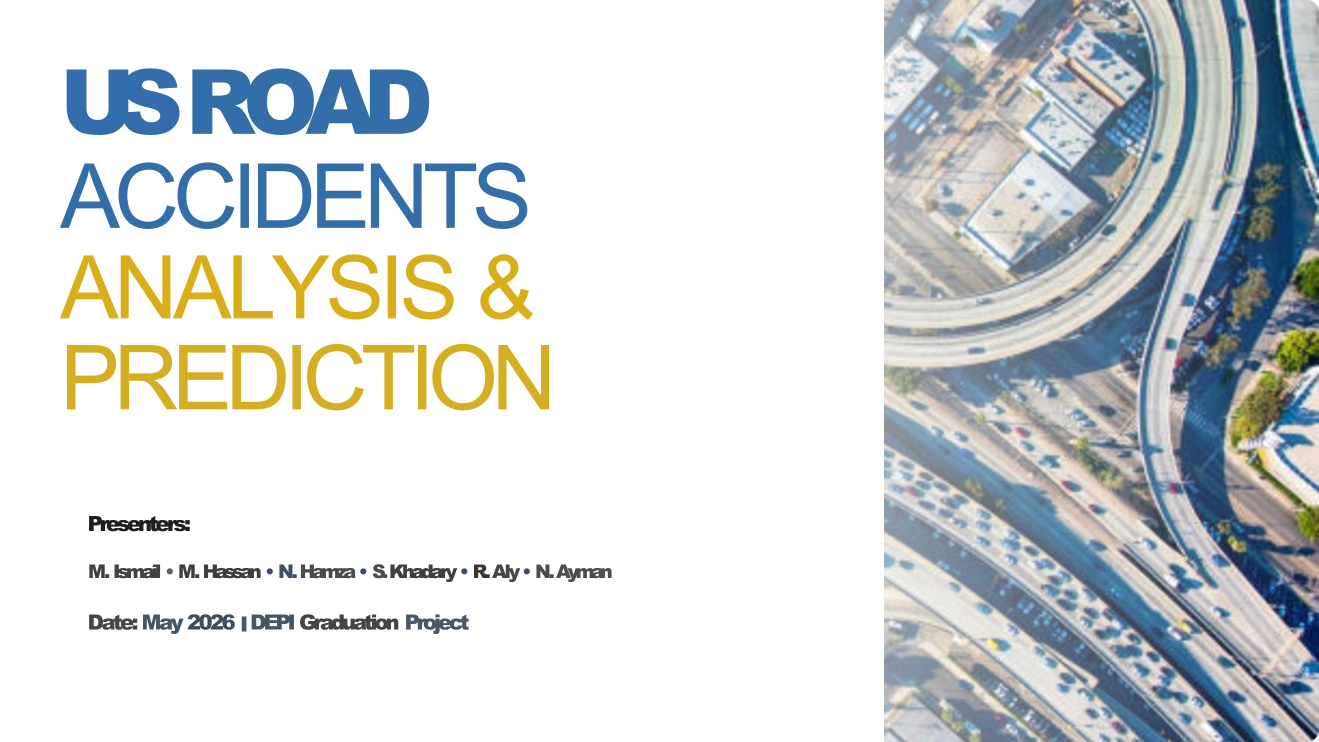 US ROAD
ACCIDENTS
ANALYSIS &
PREDICTION
Presenters:
M. Ismail • M. Hassan • N. Hamza • S. Khadary • R. Aly • N. Ayman
Date: May 2026 | DEPI Graduation Project